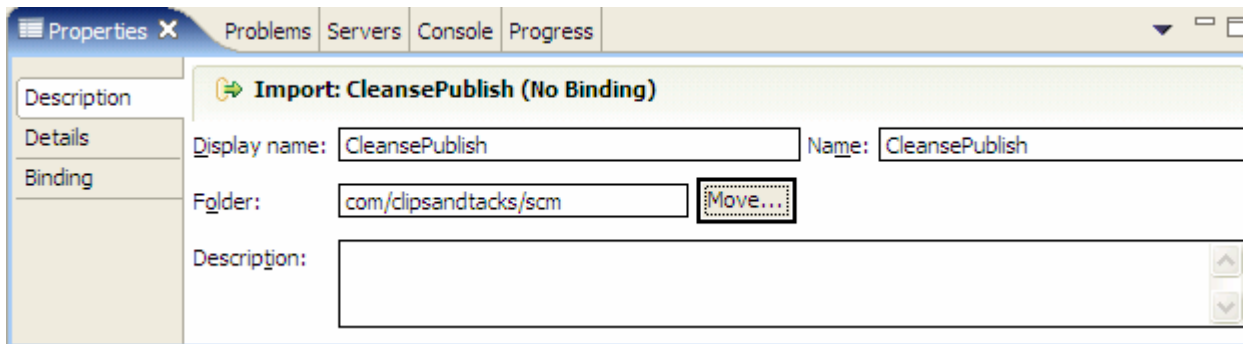 Properties Problems Servers Console Progress
Import: CleansePublish (No Binding)
Description
Details
Binding
Display name: CleansePublish Name: CleansePublish
Folder: com/clipsandtacks/scm Move...
Description: